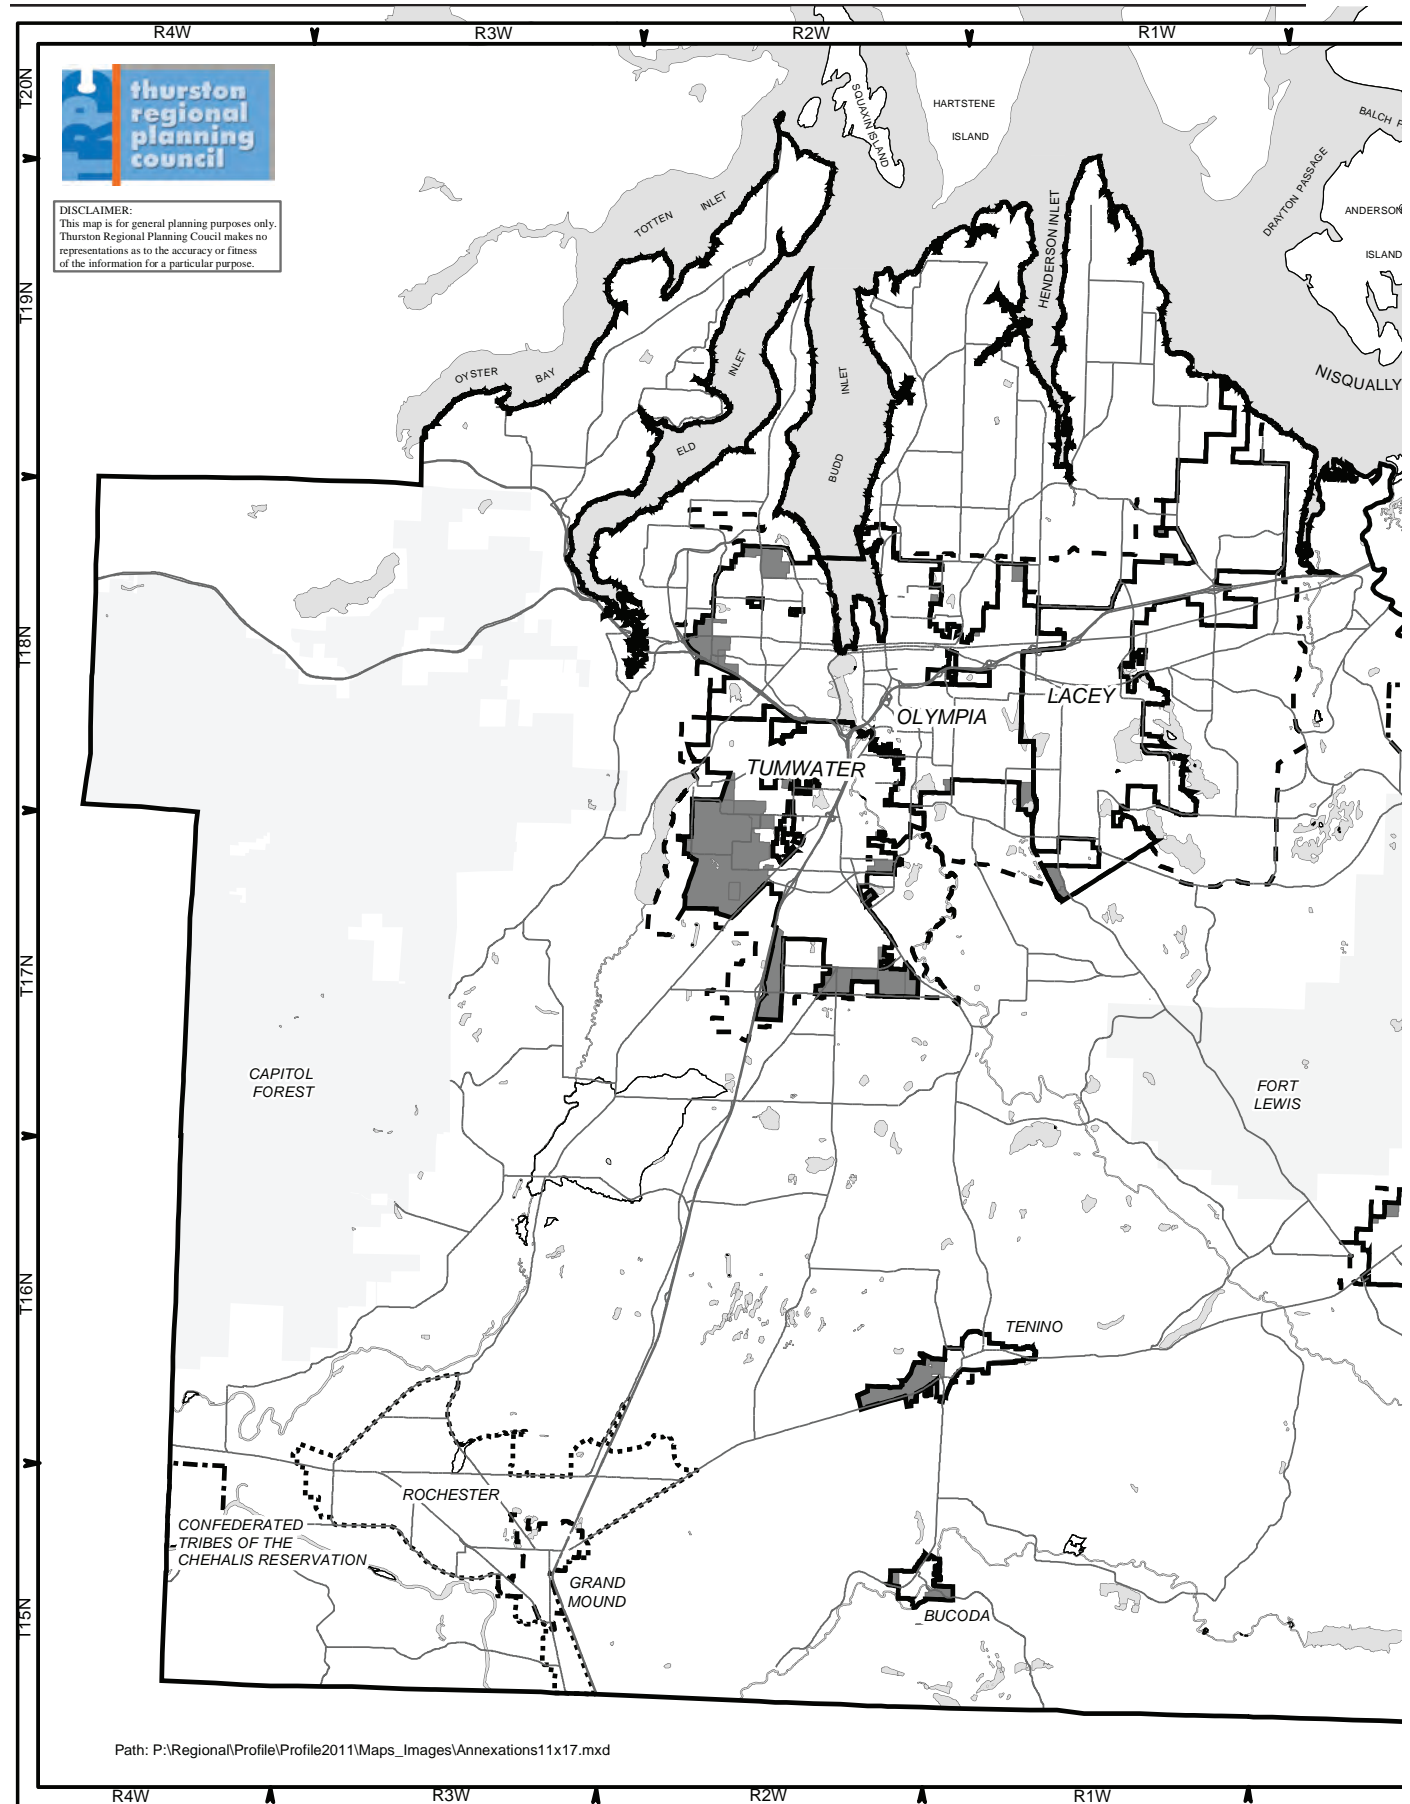 R4W
R3W
R2W
R1W
T20N
thurston
regional
planning
council
TRPC
DISCLAIMER:
This map is for general planning purposes only.
Thurston Regional Planning Coucil makes no
representations as to the accuracy or fitness
of the information for a particular purpose.
SQUAXIN ISLAND
HARTSTENE
ISLAND
BALCH
DRAYTON PASSAGE
ANDERSON
ISLAND
TOTTEN INLET
HENDERSON INLET
T19N
OYSTER BAY
INLET
ELD
INLET
BUDD
NISQUALLY
T18N
LACEY
OLYMPIA
TUMWATER
T17N
CAPITOL
FOREST
FORT
LEWIS
T16N
TENINO
ROCHESTER
CONFEDERATED
TRIBES OF THE
CHEHALIS RESERVATION
GRAND
MOUND
BUCODA
T15N
Path: P:\Regional\Profile\Profile2011\Maps_Images\Annexations11x17.mxd
R4W
R3W
R2W
R1W